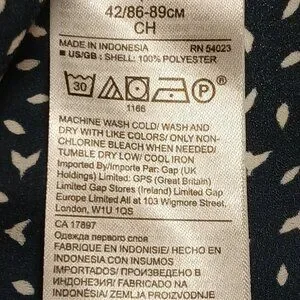 42/86-89CM
CH
MADE IN INDONESIA RN 54023
■ US/GB : SHELL: 100% POLYESTER
30 P
1166
MACHINE WASH COLD/ WASH AND
DRY WITH LIKE COLORS/ ONLY NON-
CHLORINE BLEACH WHEN NEEDED/
TUMBLE DRY LOW/ COOL IRON
Imported By/Importe Par: Gap (UK
Holdings) Limited: GPS (Great Britain)
Limited Gap Stores (Ireland) Limited Gap
Europe Limited All at 103 Wigmore Street,
London, W1U 1QS
CA 17897
Одежда первого слоя
FABRIQUE EN INDONISIE/ HECHO EN
INDONESIA CON INSUMOS
IMPORTADOS/ПРОИЗВЕДЕНО В
ИНДОНЕЗИЯ/ FABRICADO NA
INDONÉSIA/ ZEMLJA PROIZVODNJE